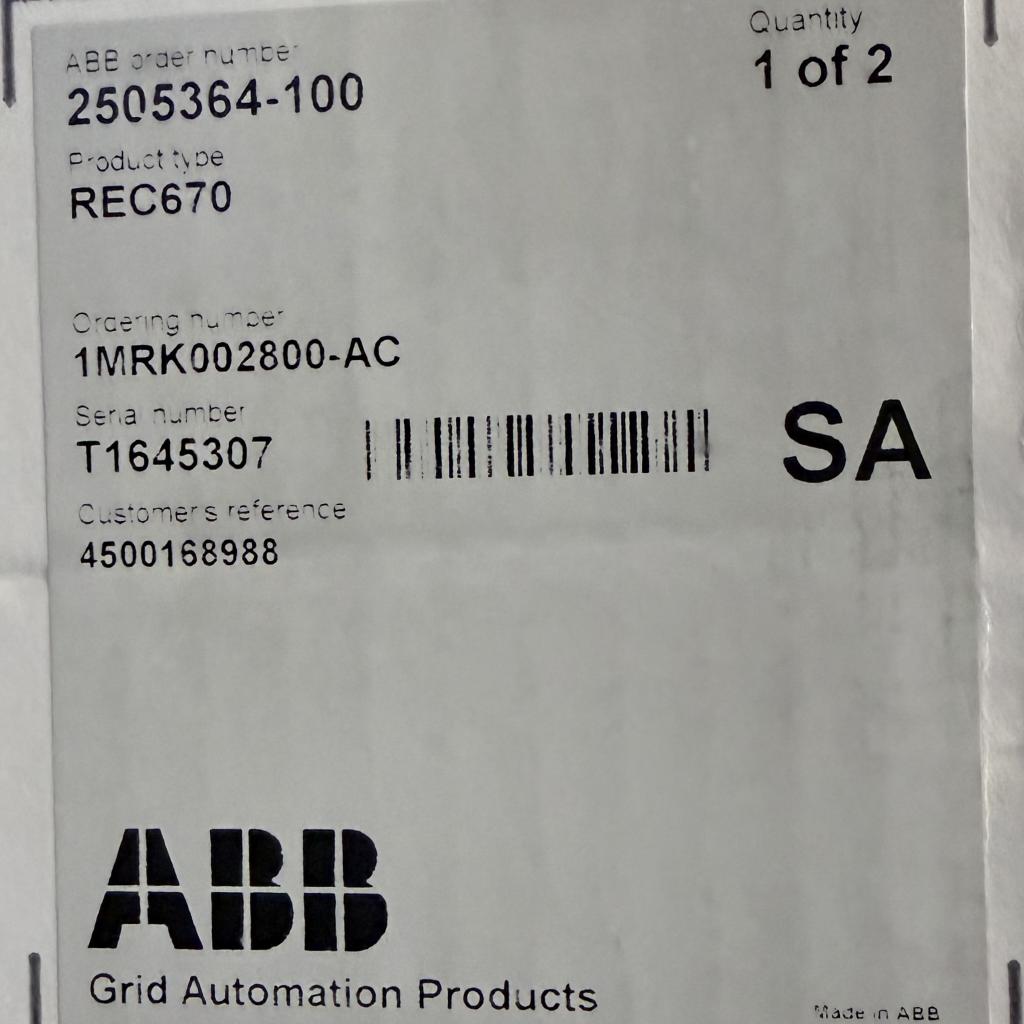 ABB order number
Quantity
2505364-100
1 of 2
Product type
REC670
Ordering number
1MRK002800-AC
Serial number
T1645307
SA
Customer's reference
4500168988
ABB
Grid Automation Products
Made in ABB